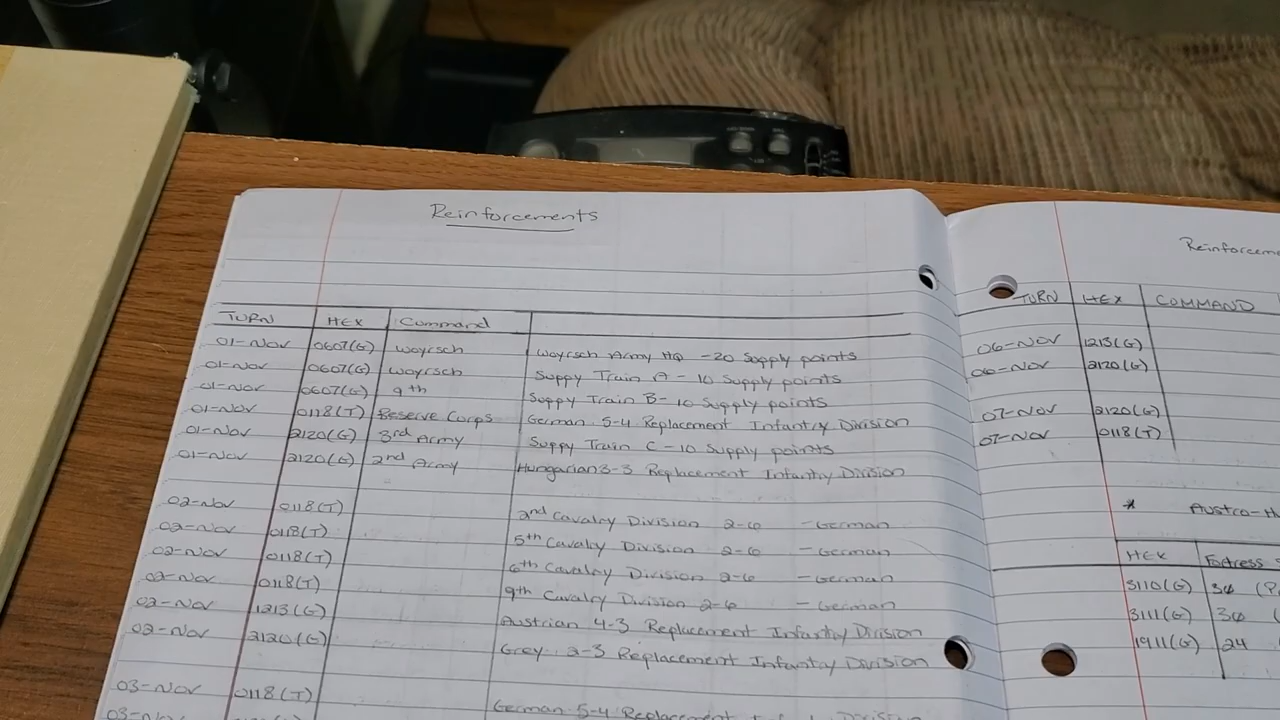 Reinforcements
TURN HEX Command
01-Nov 0607(G) Woyrsch Woyrsch Army HQ -20 Supply points
01-Nov 0607(G) Woyrsch Suppy Train A - 10 Supply points
01-Nov 0607(G) 9th Suppy Train B- 10 Supply points
01-Nov 0118(T) Reserve Corps German 5-4 Replacement Infantry Division
01-Nov 2120(G) 3rd Army Suppy Train C - 10 Supply points
01-Nov 2120(G) 2nd Army Hungarian 3-3 Replacement Infantry Division
02-Nov 0118(T) 2nd Cavalry Division 2-6 - German
02-Nov 0118(T) 5th Cavalry Division 2-6 - German
02-Nov 0118(T) 6th Cavalry Division 2-6 - German
02-Nov 0118(T) 9th Cavalry Division 2-6 - German
02-Nov 1213(G) Austrian 4-3 Replacement Infantry Division
02-Nov 2120(G) Grey 2-3 Replacement Infantry Division
03-Nov 0118(T) German 5-4 Replacement
03-Nov
Reinforceme
TURN HEX COMMAND
06-Nov 1213(G)
06-Nov 2120(G)
07-Nov 2120(G)
07-Nov 0118(T)
* Austro-H
HEX Fortress
3110(G) 36
3111(G) 36
1911(G) 24